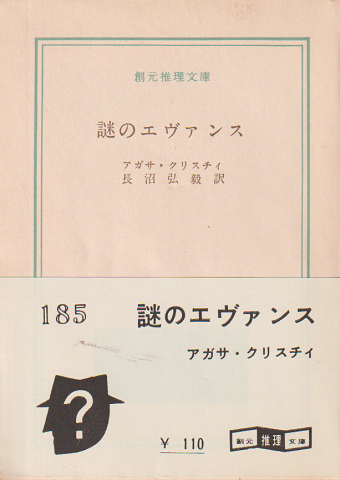 創元推理文庫
謎のエヴァンス
アガサ・クリスチィ
長沼弘毅訳
185
謎のエヴァンス
アガサ・クリスチィ
?
¥ 110
創元 推理 文庫